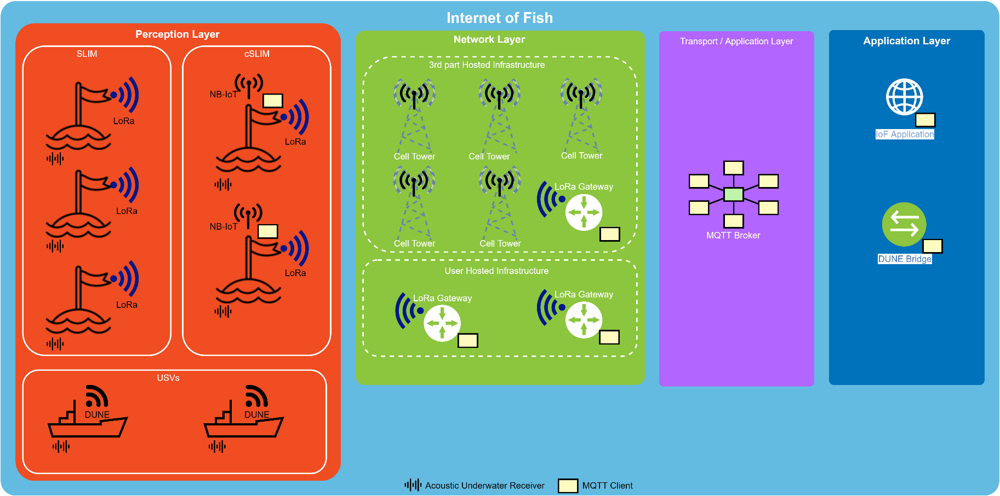 Internet of Fish
Perception Layer
SLIM
LoRa
LoRa
LoRa
cSLIM
NB-IoT
LoRa
NB-IoT
LoRa
USVs
DUNE
DUNE
Network Layer
3rd part Hosted Infrastructure
Cell Tower
Cell Tower
Cell Tower
LoRa Gateway
Cell Tower
Cell Tower
User Hosted Infrastructure
LoRa Gateway
LoRa Gateway
Transport / Application Layer
MQTT Broker
Application Layer
IoF Application
DUNE Bridge
Acoustic Underwater Receiver
MQTT Client